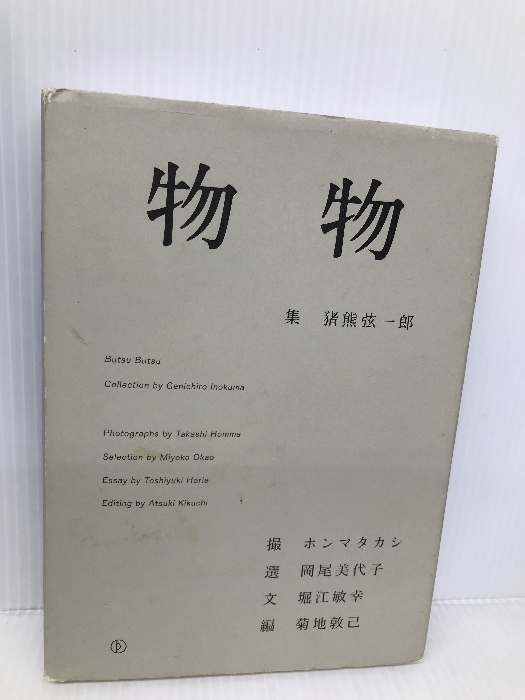 物物
集 猪熊弦一郎
Butsu Butsu
Collection by Genichiro Inokuma
Photographs by Takashi Homma
Selection by Miyoko Okao
Essay by Toshiyuki Horie
Editing by Atsuki Kikuchi
撮 ホンマタカシ
選 岡尾美代子
文 堀江敏幸
編 菊地敦己